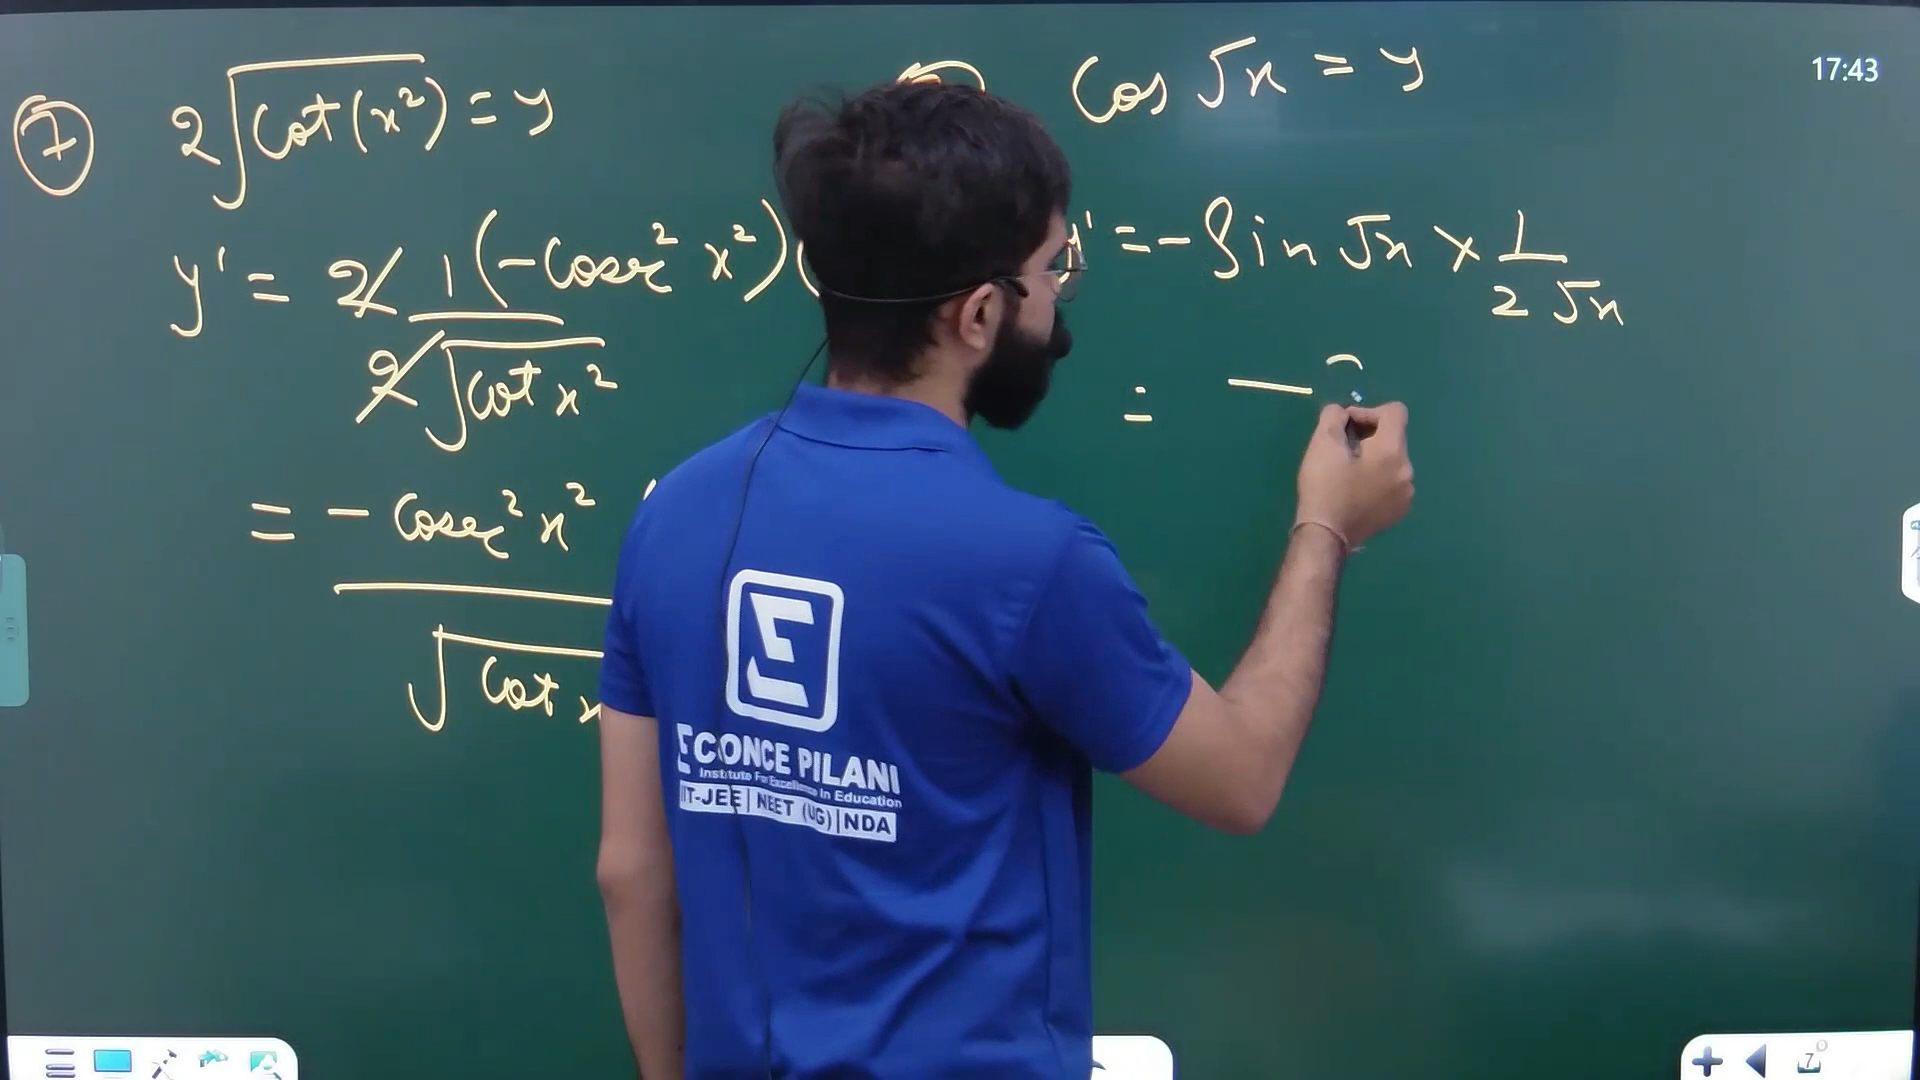 17:43
⑦ 2√cot(x²) = y
y' = 2 1 (-Cosec² x²) (
2 √cot x²
= - Cosec² x²
√cot x
Cos √x = y
y' = - Sin √x × 1
2 √x
= —
ECONCE PILANI
Institute For Excellence In Education
IIT-JEE | NEET (UG) | NDA
7